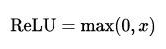 ReLU = max(0, x)